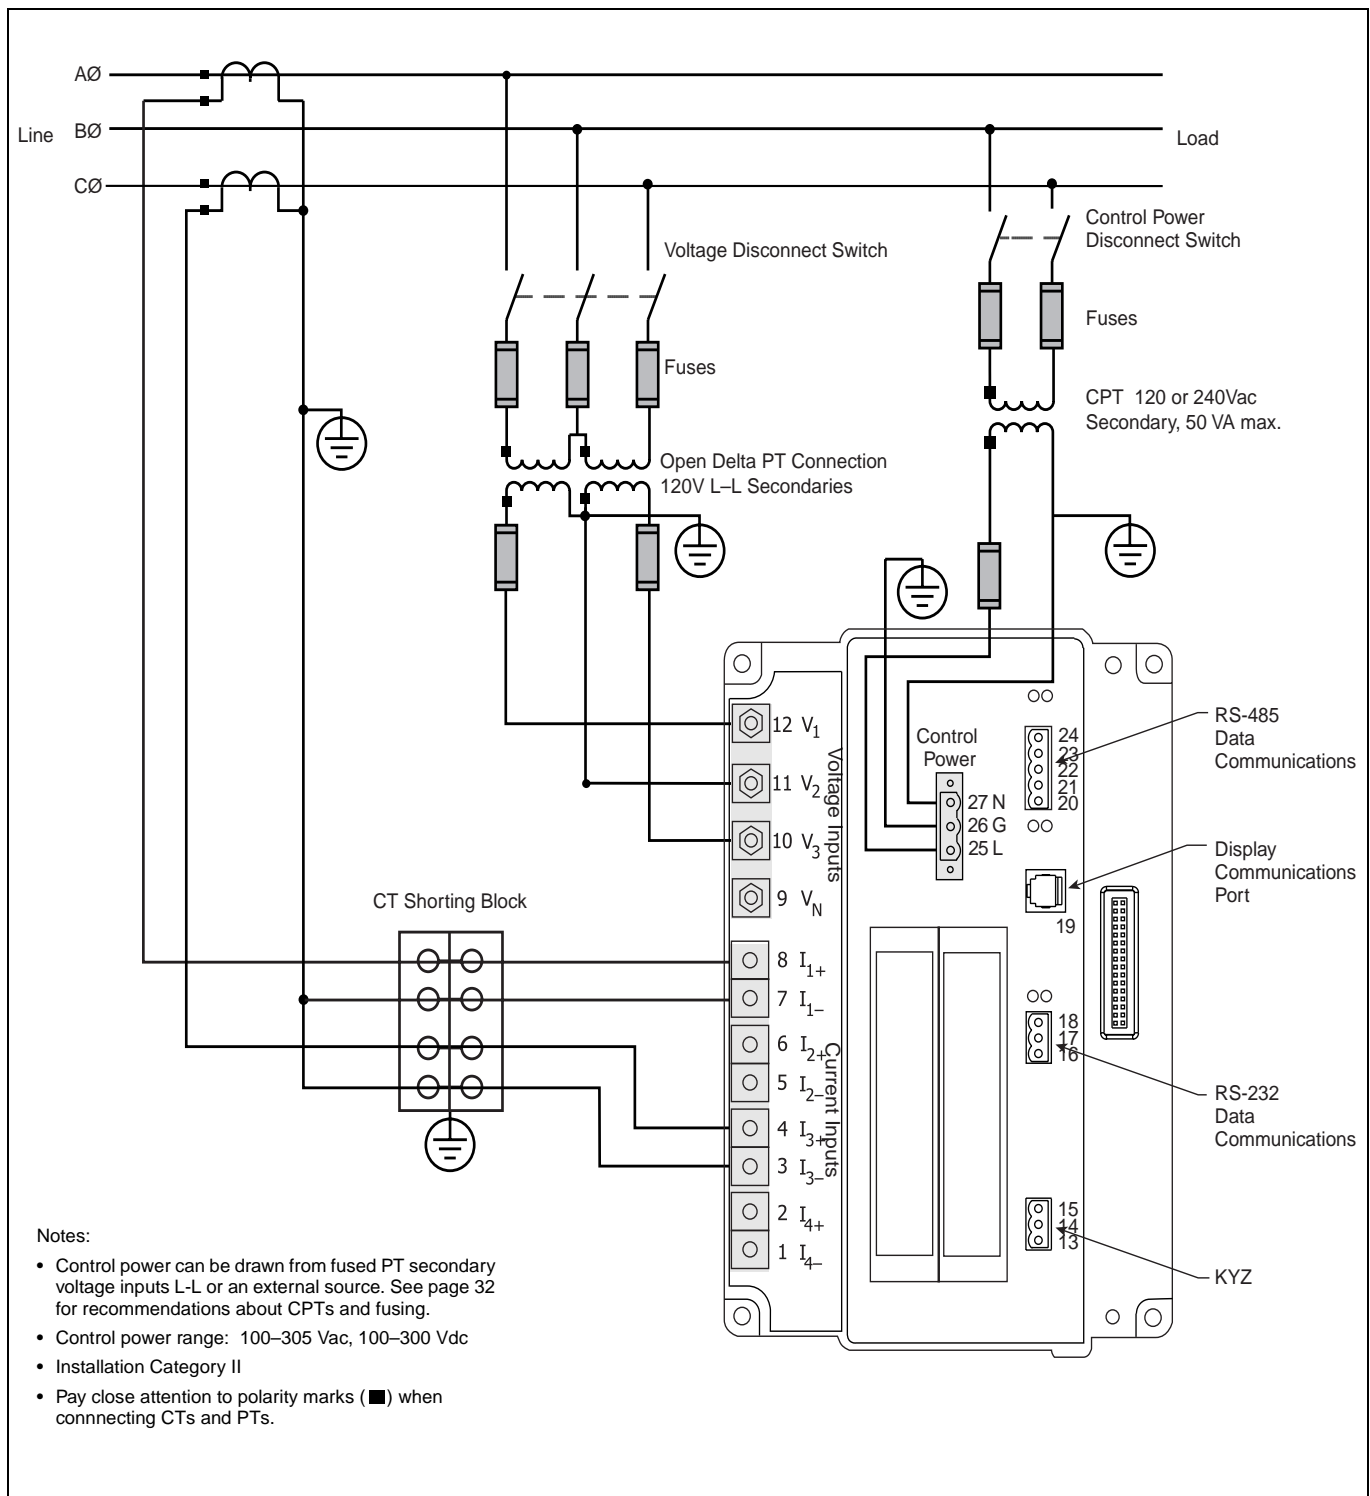 AØ
Line BØ
Load
CØ
Control Power
Disconnect Switch
Voltage Disconnect Switch
Fuses
Fuses
CPT 120 or 240Vac
Secondary, 50 VA max.
Open Delta PT Connection
120V L–L Secondaries
12 V1
11 V2
10 V3
9 VN
Voltage Inputs
Control
Power
27 N
26 G
25 L
24
23
22
21
20
RS-485
Data
Communications
Display
Communications
Port
19
CT Shorting Block
8 I1+
7 I1–
6 I2+
5 I2–
4 I3+
3 I3–
2 I4+
1 I4–
Current Inputs
18
17
16
RS-232
Data
Communications
15
14
13
KYZ
Notes:
• Control power can be drawn from fused PT secondary
voltage inputs L-L or an external source. See page 32
for recommendations about CPTs and fusing.
• Control power range: 100–305 Vac, 100–300 Vdc
• Installation Category II
• Pay close attention to polarity marks (■) when
connnecting CTs and PTs.